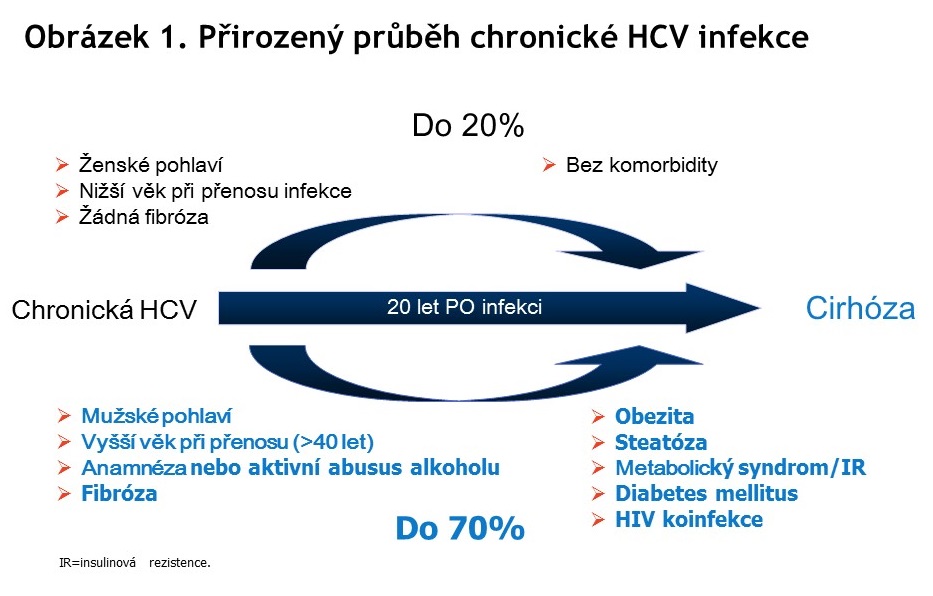 Obrázek 1. Přirozený průběh chronické HCV infekce
Do 20%
Ženské pohlaví
Nižší věk při přenosu infekce
Žádná fibróza
Bez komorbidity
Chronická HCV
20 let PO infekci
Cirhóza
Mužské pohlaví
Vyšší věk při přenosu (>40 let)
Anamnéza nebo aktivní abusus alkoholu
Fibróza
Obezita
Steatóza
Metabolický syndrom/IR
Diabetes mellitus
HIV koinfekce
Do 70%
IR=insulinová rezistence.